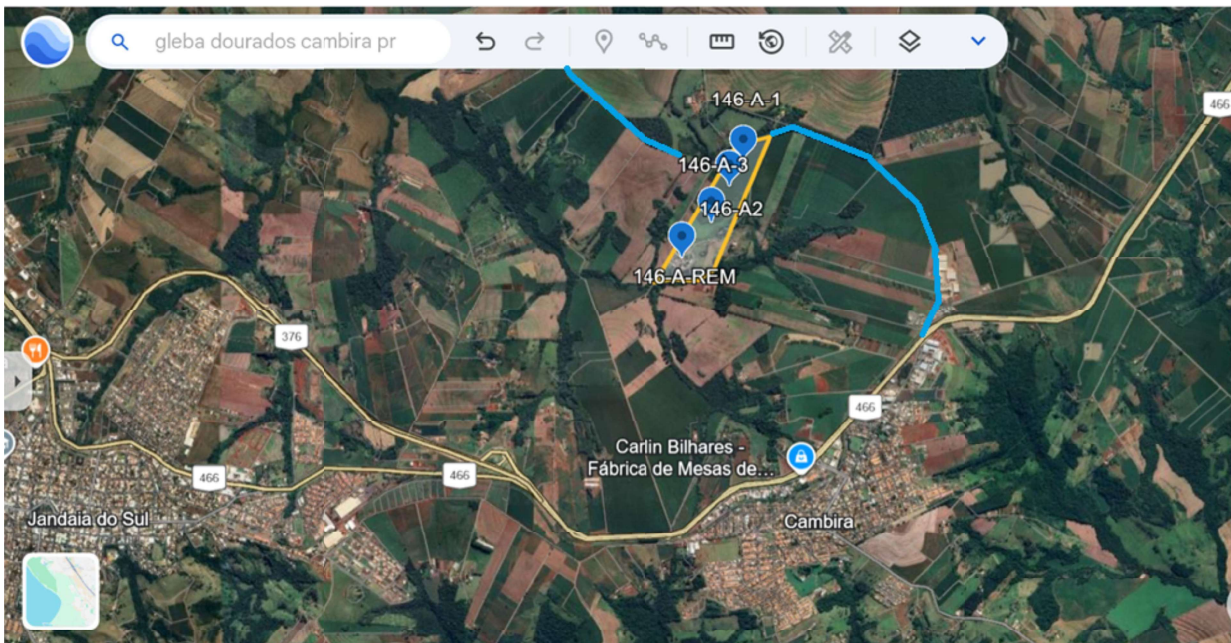 gleba dourados cambira pr
146-A-1
466
146-A-3
146-A2
146-A-REM
376
466
Carlin Bilhares -
Fábrica de Mesas de...
466
466
Jandaia do Sul
Cambira